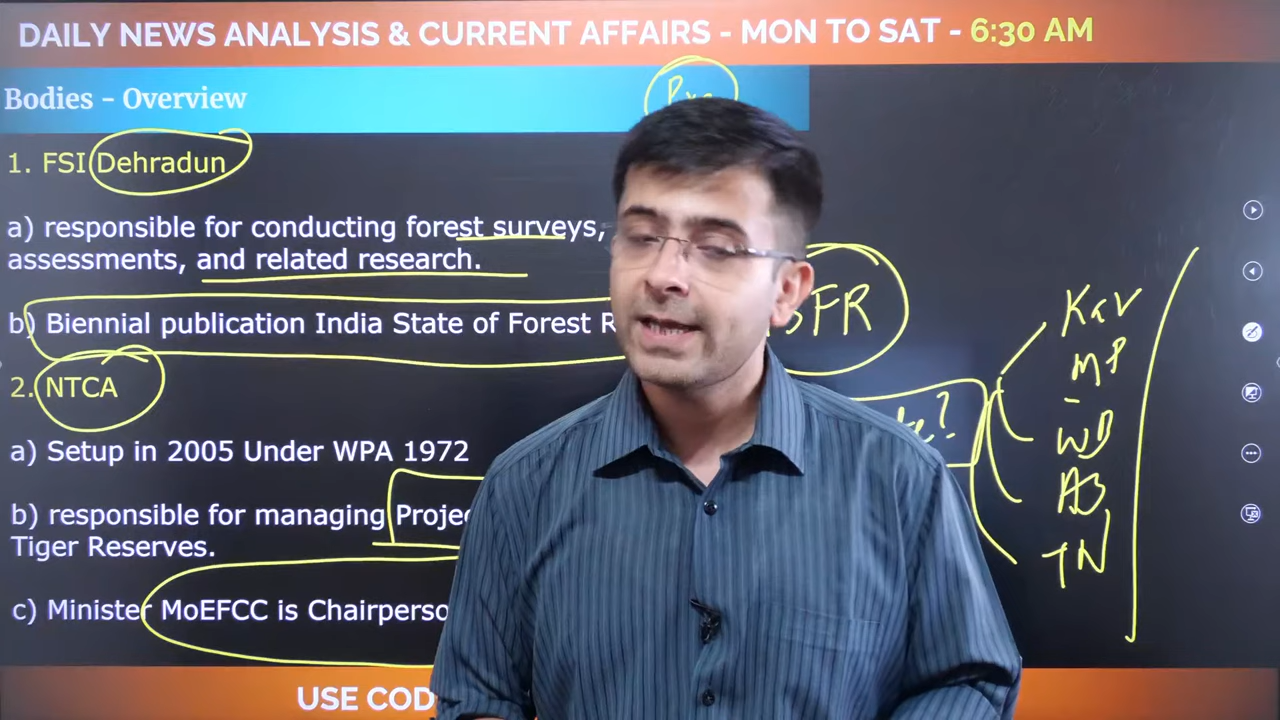 DAILY NEWS ANALYSIS & CURRENT AFFAIRS - MON TO SAT - 6:30 AM
Bodies - Overview
1. FSI Dehradun
a) responsible for conducting forest surveys,
assessments, and related research.
b) Biennial publication India State of Forest R
SFR
2. NTCA
a) Setup in 2005 Under WPA 1972
b) responsible for managing Projec
Tiger Reserves.
c) Minister MoEFCC is Chairperso
MP
WB
TN
USE COD